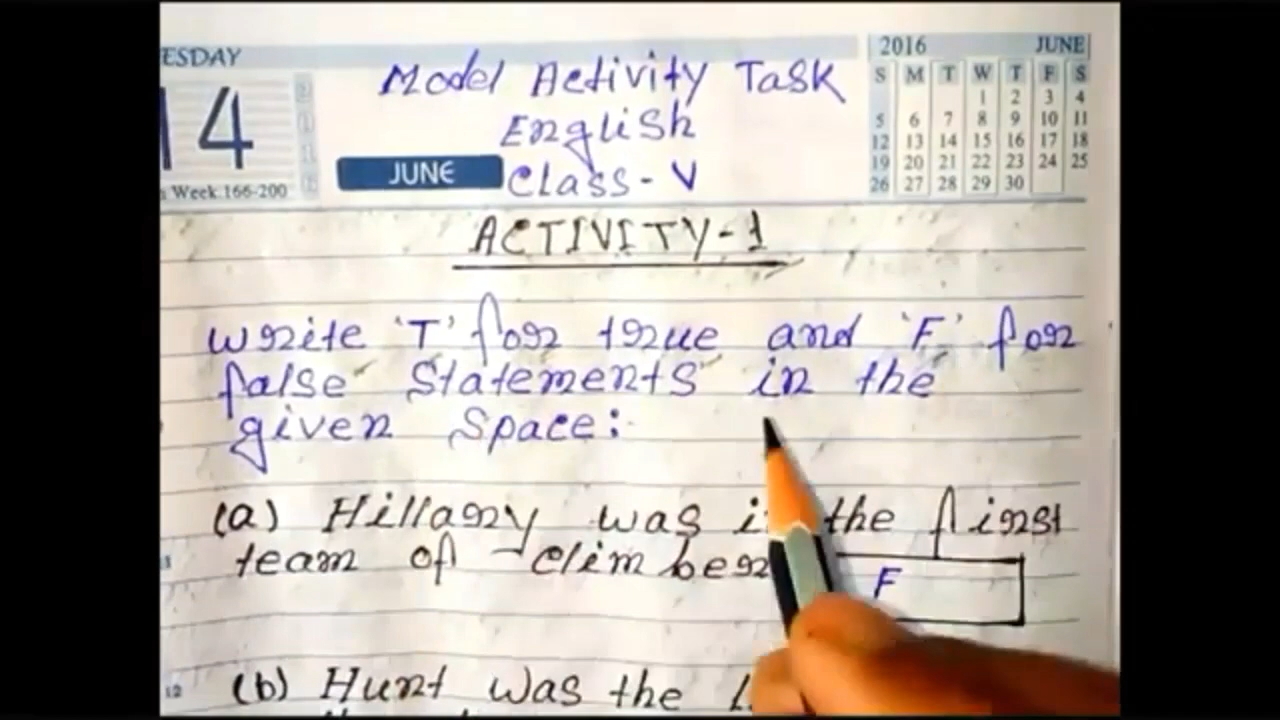 ESDAY
14
Week.166-200
JUNE
Model Activity Task
English
Class - V
2016 JUNE
S M T W T F S
1 2 3 4
5 6 7 8 9 10 11
12 13 14 15 16 17 18
19 20 21 22 23 24 25
26 27 28 29 30
ACTIVITY-1
write 'T' for true and 'F' for
false statements in the
given space:
(a) Hillary was the first
team of climber
F
12
(b) Hunt was the